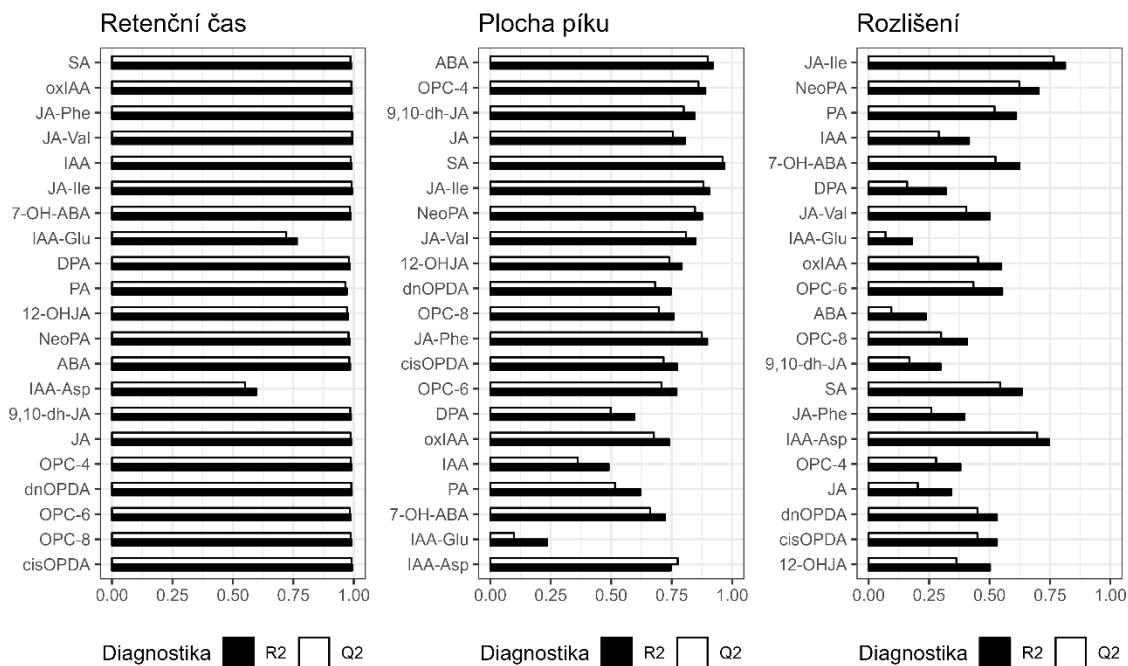 Retenční čas
SA
oxIAA
JA-Phe
JA-Val
IAA
JA-Ile
7-OH-ABA
IAA-Glu
DPA
PA
12-OHJA
NeoPA
ABA
IAA-Asp
9,10-dh-JA
JA
OPC-4
dnOPDA
OPC-6
OPC-8
cisOPDA
0.00 0.25 0.50 0.75 1.00
Diagnostika R2 Q2
Plocha píku
ABA
OPC-4
9,10-dh-JA
JA
SA
JA-Ile
NeoPA
JA-Val
12-OHJA
dnOPDA
OPC-8
JA-Phe
cisOPDA
OPC-6
DPA
oxIAA
IAA
PA
7-OH-ABA
IAA-Glu
IAA-Asp
0.00 0.25 0.50 0.75 1.00
Diagnostika R2 Q2
Rozlišení
JA-Ile
NeoPA
PA
IAA
7-OH-ABA
DPA
JA-Val
IAA-Glu
oxIAA
OPC-6
ABA
OPC-8
9,10-dh-JA
SA
JA-Phe
IAA-Asp
OPC-4
JA
dnOPDA
cisOPDA
12-OHJA
0.00 0.25 0.50 0.75 1.00
Diagnostika R2 Q2